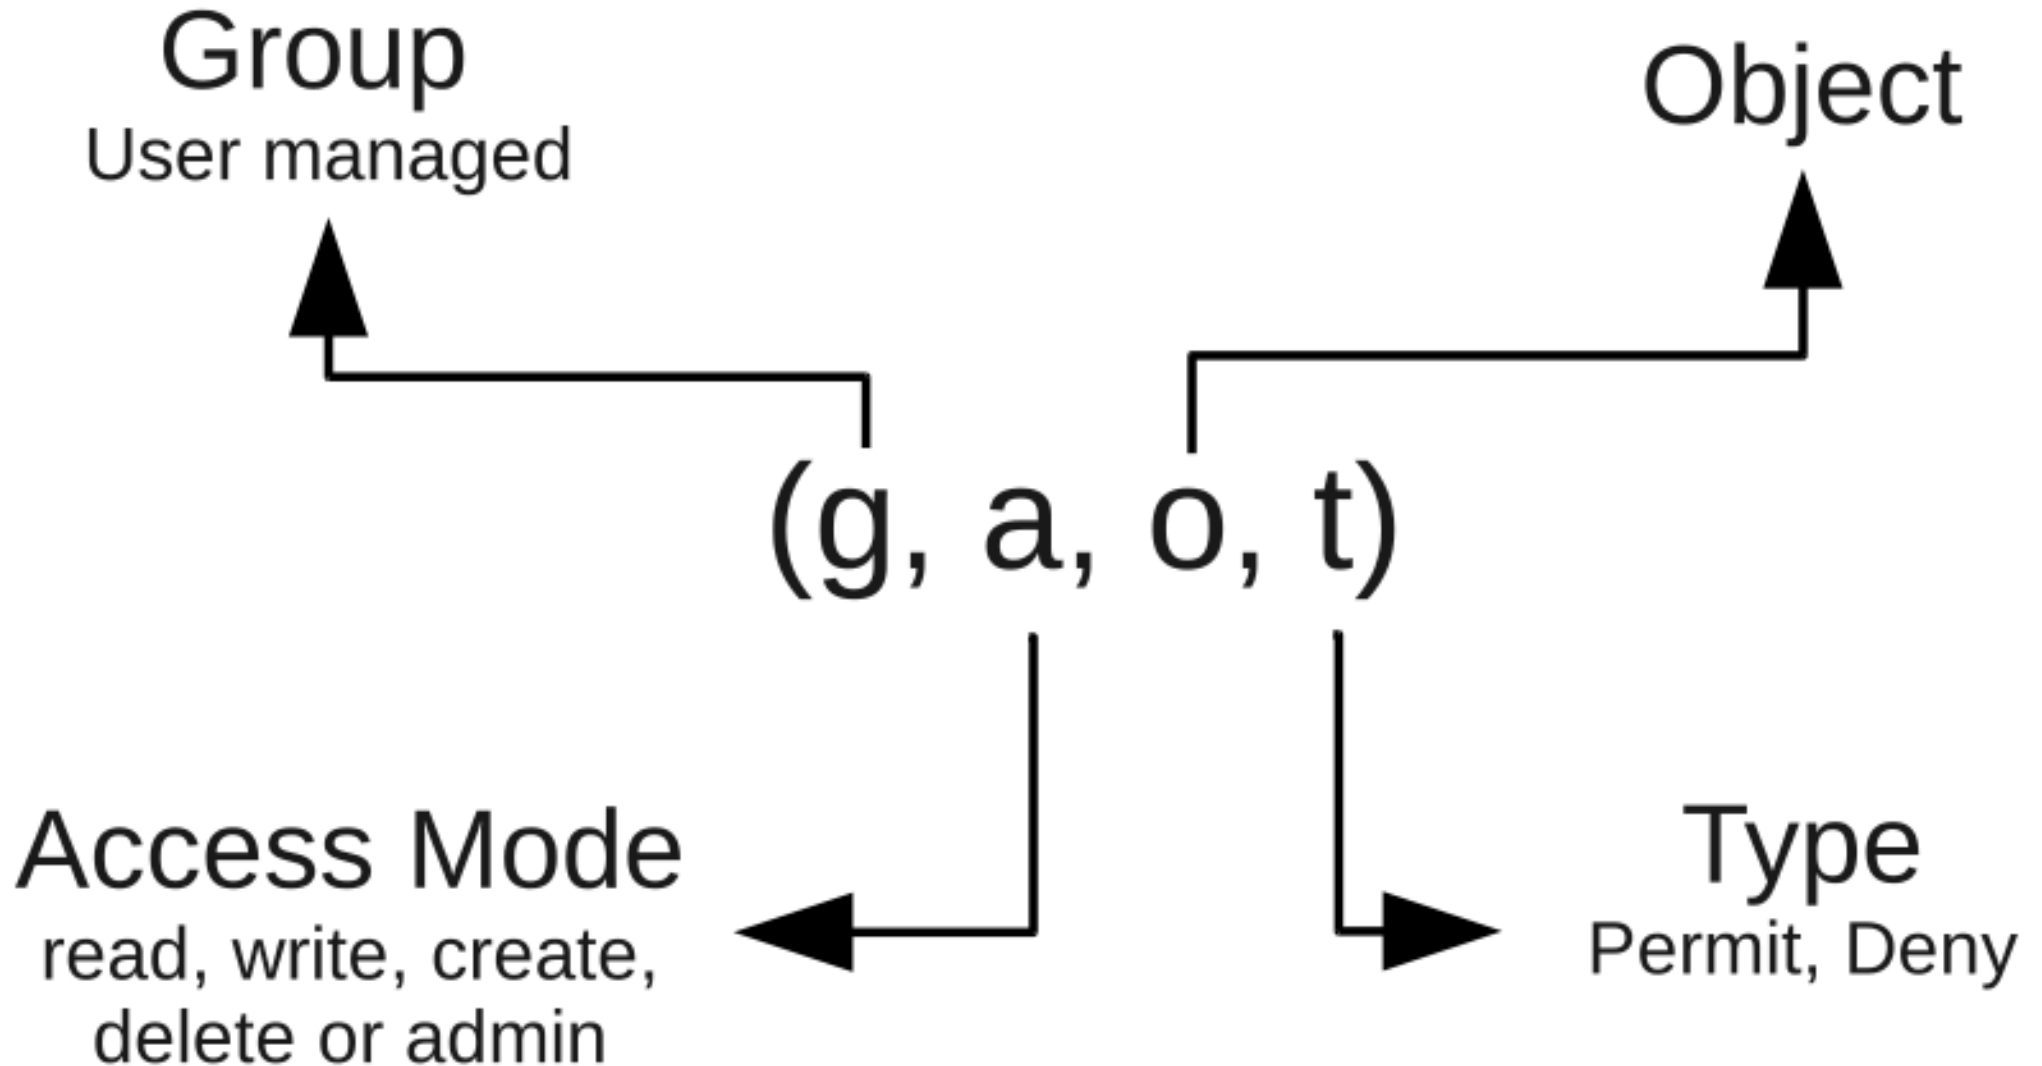 Group
User managed
Object
(g, a, o, t)
Access Mode
read, write, create,
delete or admin
Type
Permit, Deny